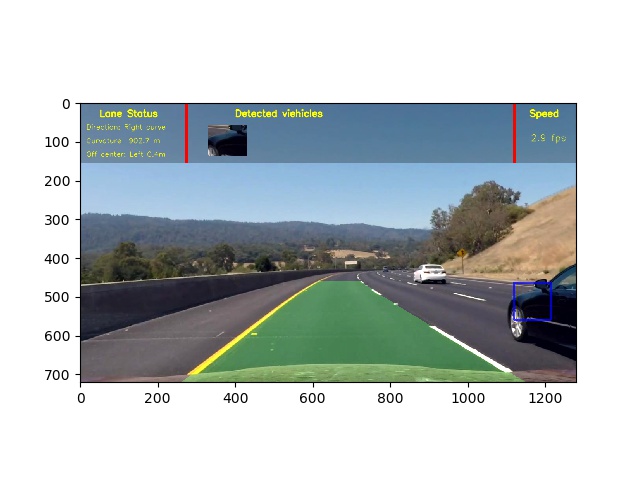 0
100
200
300
400
500
600
700
0
200
400
600
800
1000
1200
Lane Status
Direction: Right curve
Curvature: 902.7 m
Off center: Left 0.4m
Detected viehicles
Speed
2.9 fps